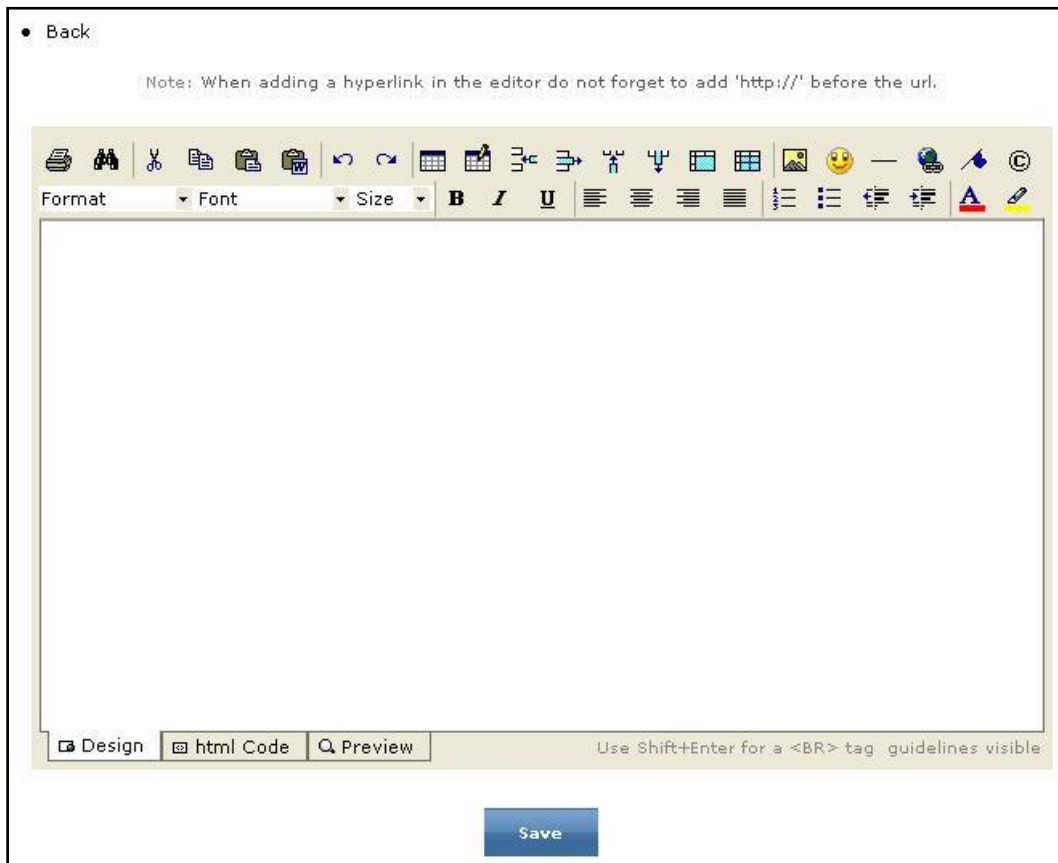 Back
Note: When adding a hyperlink in the editor do not forget to add 'http://' before the url.
Format Font Size B I U A
Design html Code Preview Use Shift+Enter for a <BR> tag guidelines visible
Save